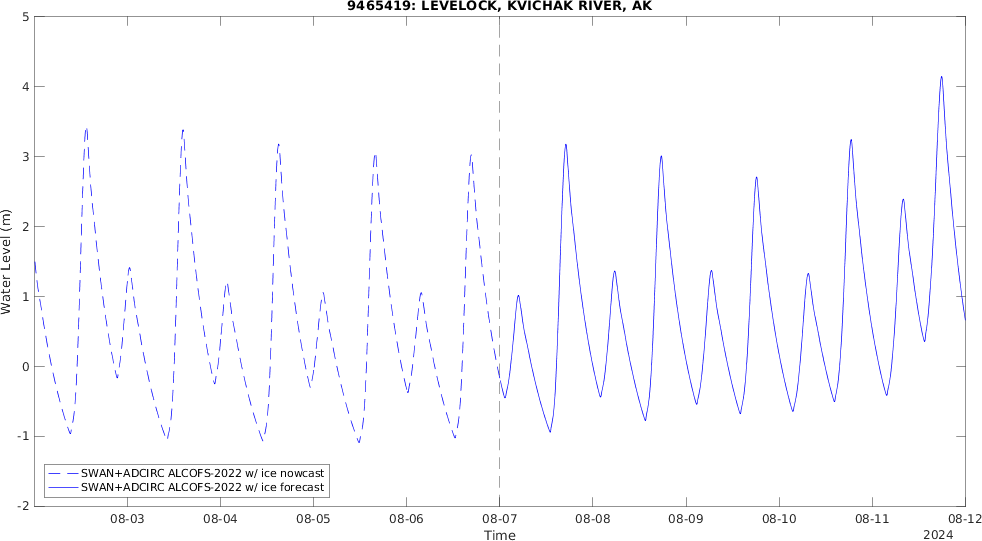 9465419: LEVELOCK, KVICHAK RIVER, AK
5
4
3
2
1
0
-1
-2
Water Level (m)
SWAN+ADCIRC ALCOFS-2022 w/ ice nowcast
SWAN+ADCIRC ALCOFS-2022 w/ ice forecast
08-03 08-04 08-05 08-06 08-07 08-08 08-09 08-10 08-11 08-12
Time
2024